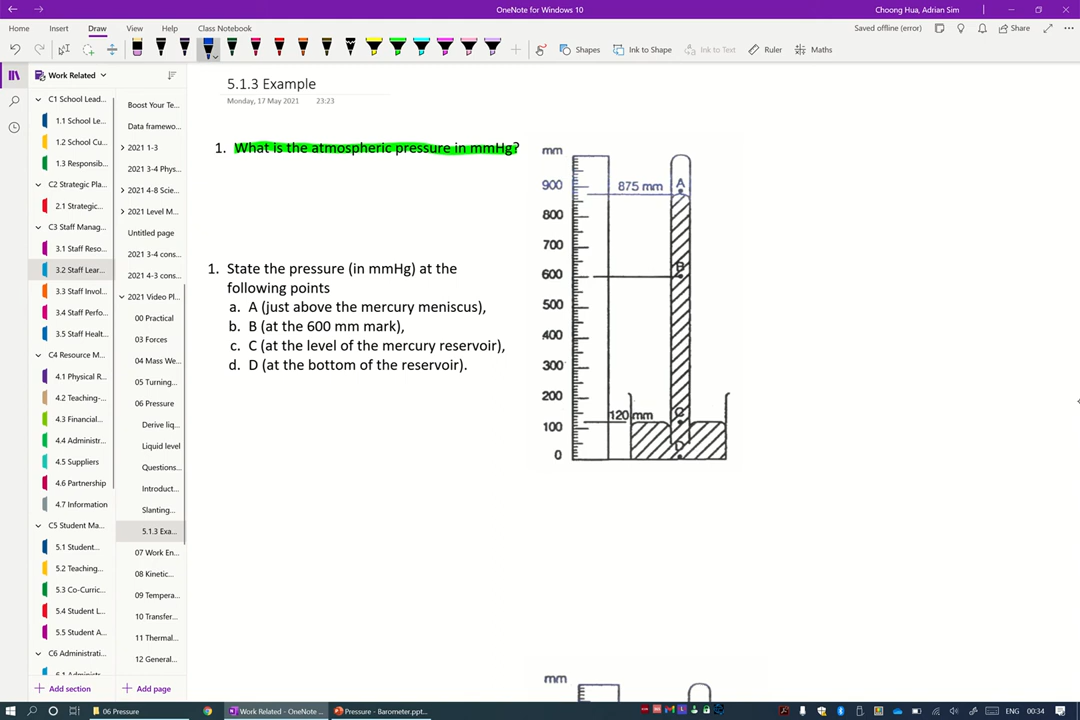 OneNote for Windows 10
Choong Hua, Adrian Sim
Home
Insert
Draw
View
Help
Class Notebook
Saved offline (error)
Share
Shapes
Ink to Shape
Ink to Text
Ruler
Maths
Work Related
C1 School Lead...
1.1 School Le...
1.2 School Cu...
1.3 Responsib...
C2 Strategic Pla...
2.1 Strategic...
C3 Staff Manag...
3.1 Staff Reso...
3.2 Staff Lear...
3.3 Staff Invol...
3.4 Staff Perfo...
3.5 Staff Healt...
C4 Resource M...
4.1 Physical R...
4.2 Teaching-...
4.3 Financial...
4.4 Administr...
4.5 Suppliers
4.6 Partnership
4.7 Information
C5 Student Ma...
5.1 Student...
5.2 Teaching...
5.3 Co-Curric...
5.4 Student L...
5.5 Student A...
C6 Administrati...
Add section
Boost Your Te...
Data framewo...
2021 1-3
2021 3-4 Phys...
2021 4-8 Scie...
2021 Level M...
Untitled page
2021 3-4 cons...
2021 4-3 cons...
2021 Video Pl...
00 Practical
03 Forces
04 Mass We...
05 Turning...
06 Pressure
Derive liq...
Liquid level
Questions...
Introduct...
Slanting...
5.1.3 Exa...
07 Work En...
08 Kinetic...
09 Tempera...
10 Transfer...
11 Thermal...
12 General...
Add page
5.1.3 Example
Monday, 17 May 2021 23:23
1. What is the atmospheric pressure in mmHg?
1. State the pressure (in mmHg) at the
following points
a. A (just above the mercury meniscus),
b. B (at the 600 mm mark),
c. C (at the level of the mercury reservoir),
d. D (at the bottom of the reservoir).
mm
900
875 mm
A
800
700
B
600
500
400
300
200
120 mm
C
100
D
0
mm
06 Pressure
Work Related - OneNote ...
Pressure - Barometer.ppt...
ENG
00:34